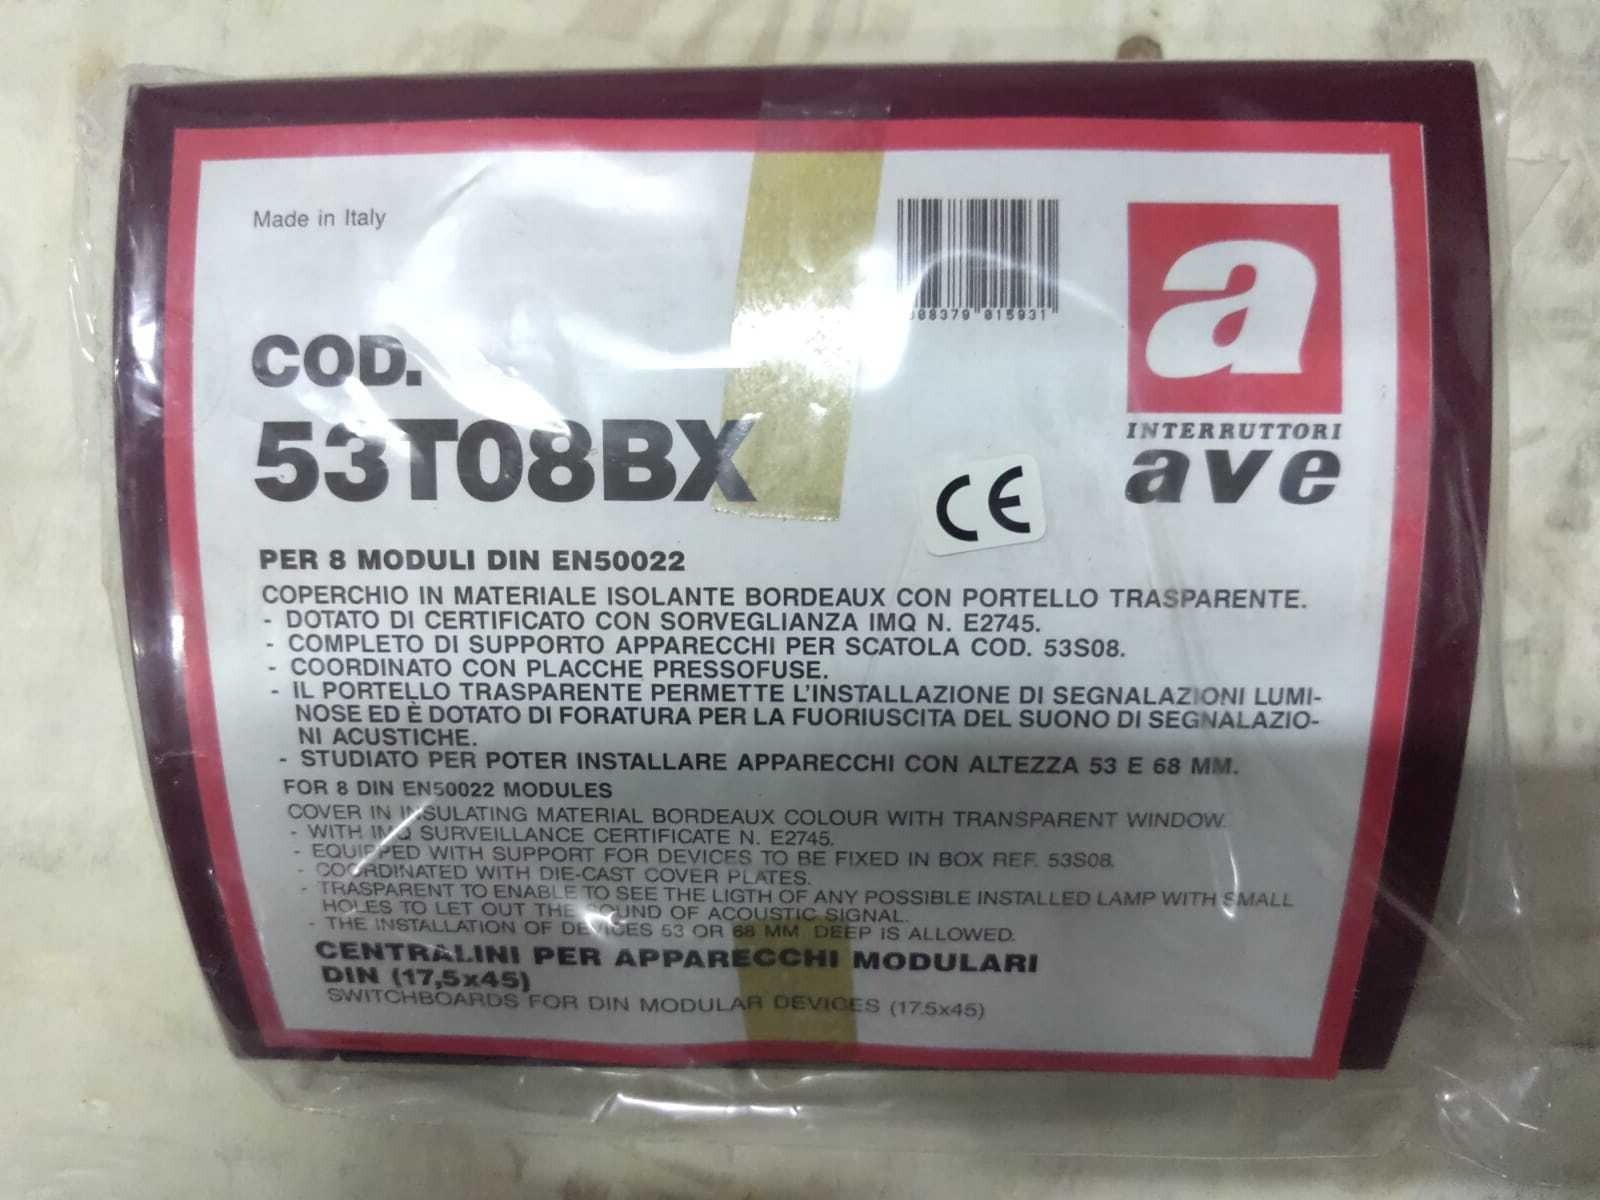 Made in Italy
008379 015931
a
INTERRUTTORI
ave
COD.
53T08BX
CE
PER 8 MODULI DIN EN50022
COPERCHIO IN MATERIALE ISOLANTE BORDEAUX CON PORTELLO TRASPARENTE.
- DOTATO DI CERTIFICATO CON SORVEGLIANZA IMQ N. E2745.
- COMPLETO DI SUPPORTO APPARECCHI PER SCATOLA COD. 53S08.
- COORDINATO CON PLACCHE PRESSOFUSE.
- IL PORTELLO TRASPARENTE PERMETTE L'INSTALLAZIONE DI SEGNALAZIONI LUMI-
NOSE ED È DOTATO DI FORATURA PER LA FUORIUSCITA DEL SUONO DI SEGNALAZIO-
NI ACUSTICHE.
- STUDIATO PER POTER INSTALLARE APPARECCHI CON ALTEZZA 53 E 68 MM.
FOR 8 DIN EN50022 MODULES
COVER IN INSULATING MATERIAL BORDEAUX COLOUR WITH TRANSPARENT WINDOW.
- WITH IMQ SURVEILLANCE CERTIFICATE N. E2745.
- EQUIPPED WITH SUPPORT FOR DEVICES TO BE FIXED IN BOX REF. 53S08.
- COORDINATED WITH DIE-CAST COVER PLATES.
- TRASPARENT TO ENABLE TO SEE THE LIGTH OF ANY POSSIBLE INSTALLED LAMP WITH SMALL
HOLES TO LET OUT THE SOUND OF ACOUSTIC SIGNAL.
- THE INSTALLATION OF DEVICES 53 OR 68 MM DEEP IS ALLOWED.
CENTRALINI PER APPARECCHI MODULARI
DIN (17,5x45)
SWITCHBOARDS FOR DIN MODULAR DEVICES (17.5x45)